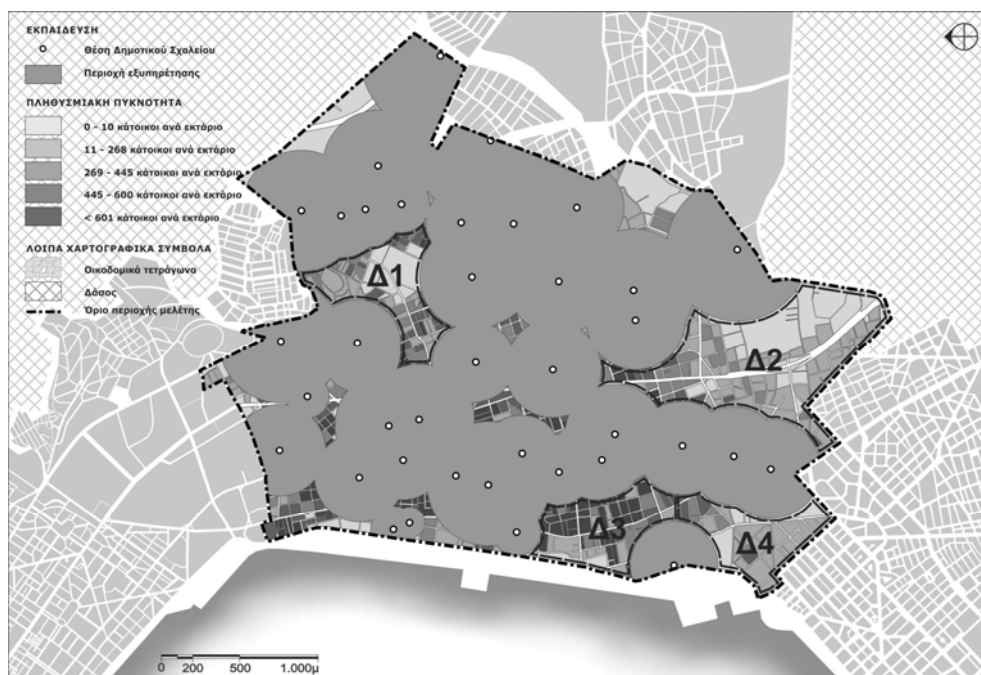 ΕΚΠΑΙΔΕΥΣΗ
Θέση Δημοτικού Σχολείου
Περιοχή εξυπηρέτησης
ΠΛΗΘΥΣΜΙΑΚΗ ΠΥΚΝΟΤΗΤΑ
0 - 10 κάτοικοι ανά εκτάριο
11 - 268 κάτοικοι ανά εκτάριο
269 - 445 κάτοικοι ανά εκτάριο
445 - 600 κάτοικοι ανά εκτάριο
< 601 κάτοικοι ανά εκτάριο
ΛΟΙΠΑ ΧΑΡΤΟΓΡΑΦΙΚΑ ΣΥΜΒΟΛΑ
Οικοδομικά τετράγωνα
Δάσος
Όριο περιοχής μελέτης
Δ1
Δ2
Δ3
Δ4
0 200 500 1.000μ